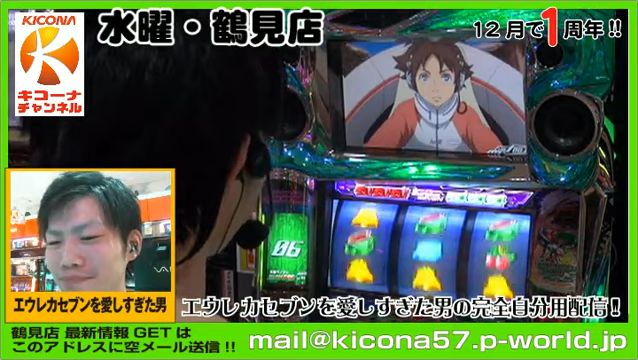 KICONA
キコーナ
チャンネル
水曜・鶴見店
12月で1周年!!
06
エウレカセブンを愛しすぎた男
エウレカセブンを愛しすぎた男の完全自分用配信!
鶴見店 最新情報 GET は
このアドレスに空メール送信!!
mail@kicona57.p-world.jp